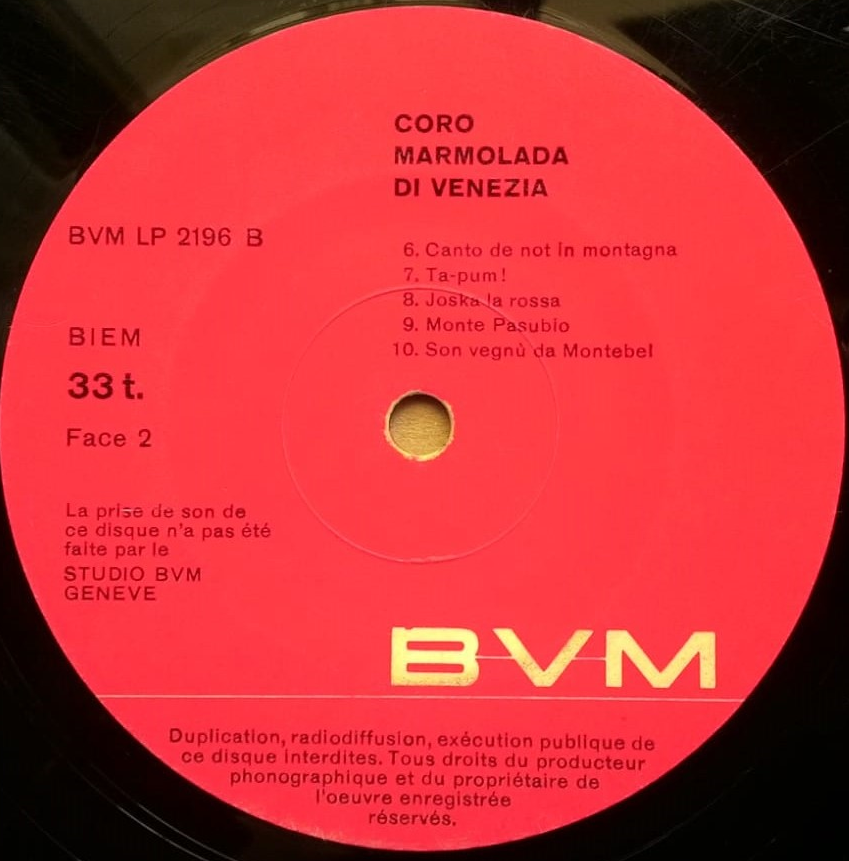 CORO
MARMOLADA
DI VENEZIA
BVM LP 2196 B
6. Canto de not in montagna
7. Ta-pum!
8. Joska la rossa
9. Monte Pasubio
10. Son vegnù da Montebel
BIEM
33 t.
Face 2
La prise de son de
ce disque n'a pas été
faite par le
STUDIO BVM
GENEVE
BVM
Duplication, radiodiffusion, exécution publique de
ce disque interdites. Tous droits du producteur
phonographique et du propriétaire de
l'oeuvre enregistrée
réservés.